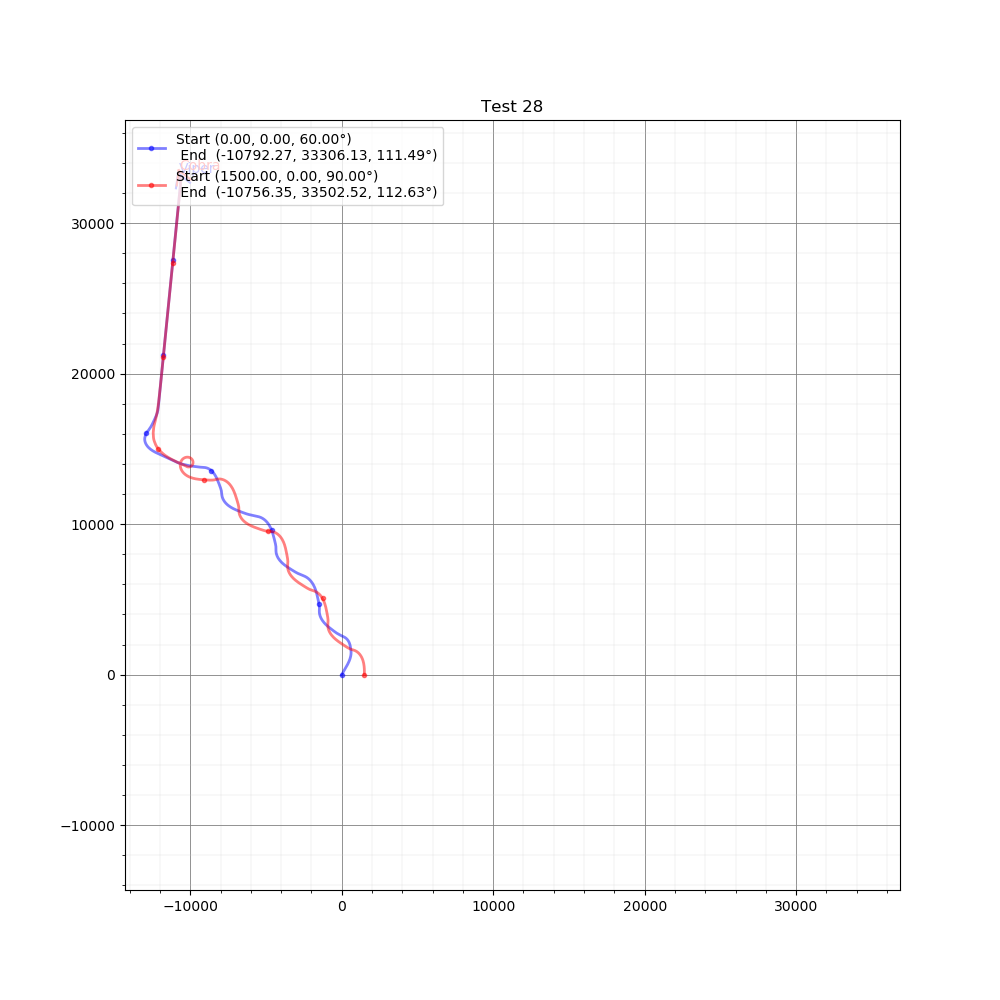 Test 28
Start (0.00, 0.00, 60.00°)
End (-10792.27, 33306.13, 111.49°)
Start (1500.00, 0.00, 90.00°)
End (-10756.35, 33502.52, 112.63°)
30000
20000
10000
0
−10000
−10000
0
10000
20000
30000